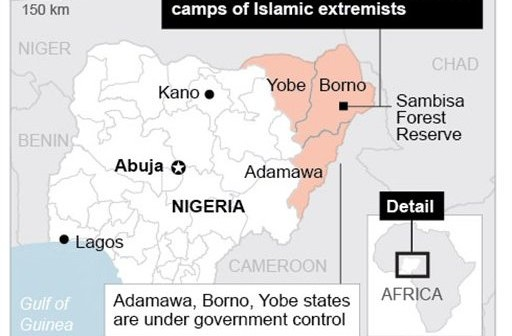 150 km
camps of Islamic extremists
NIGER
CHAD
Kano
Yobe
Borno
Sambisa
Forest
Reserve
BENIN
Abuja
Adamawa
NIGERIA
Detail
Lagos
CAMEROON
AFRICA
Gulf of
Guinea
Adamawa, Borno, Yobe states
are under government control